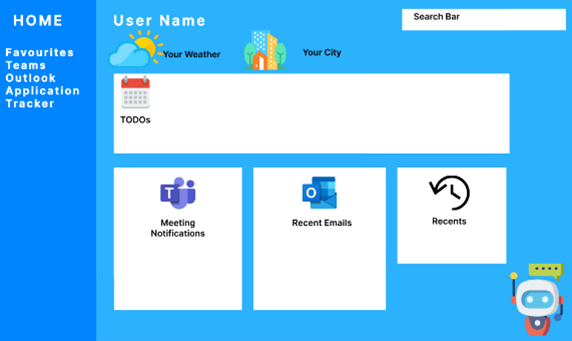 HOME
Favourites
Teams
Outlook
Application
Tracker
User Name
Search Bar
Your Weather
Your City
TODOs
T
Meeting
Notifications
O
Recent Emails
Recents